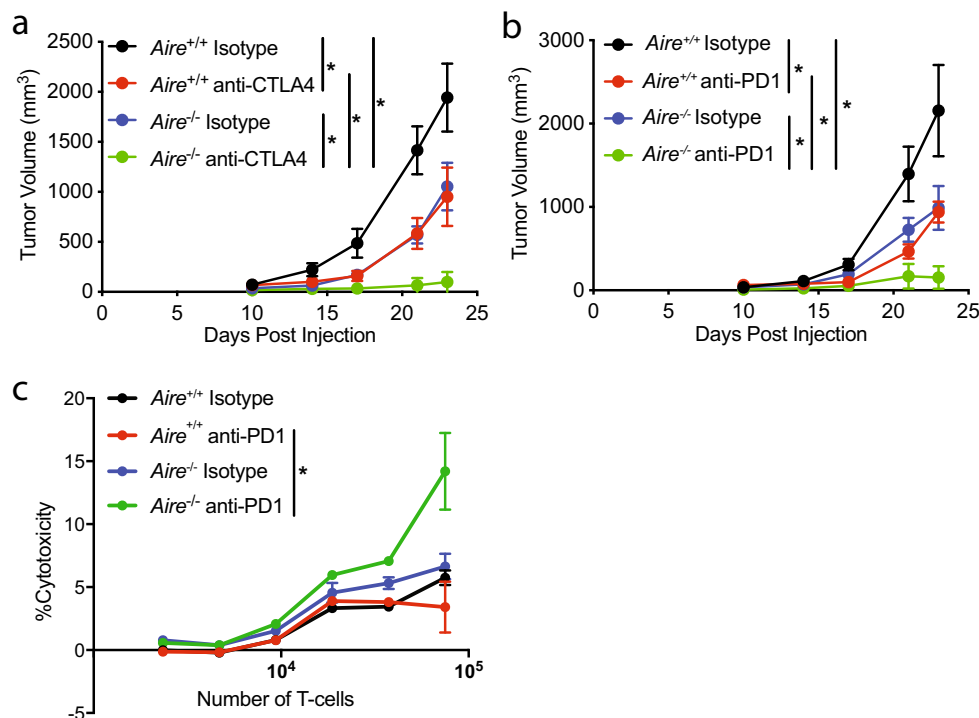 a
Tumor Volume (mm³)
2500
2000
1500
1000
500
0
0 5 10 15 20 25
Days Post Injection
Aire+/+ Isotype
Aire+/+ anti-CTLA4
Aire-/- Isotype
Aire-/- anti-CTLA4
* * * *
b
Tumor Volume (mm³)
3000
2000
1000
0
0 5 10 15 20 25
Days Post Injection
Aire+/+ Isotype
Aire+/+ anti-PD1
Aire-/- Isotype
Aire-/- anti-PD1
* * * *
c
%Cytotoxicity
20
15
10
5
0
-5
10⁴ 10⁵
Number of T-cells
Aire+/+ Isotype
Aire+/+ anti-PD1
Aire-/- Isotype
Aire-/- anti-PD1
*